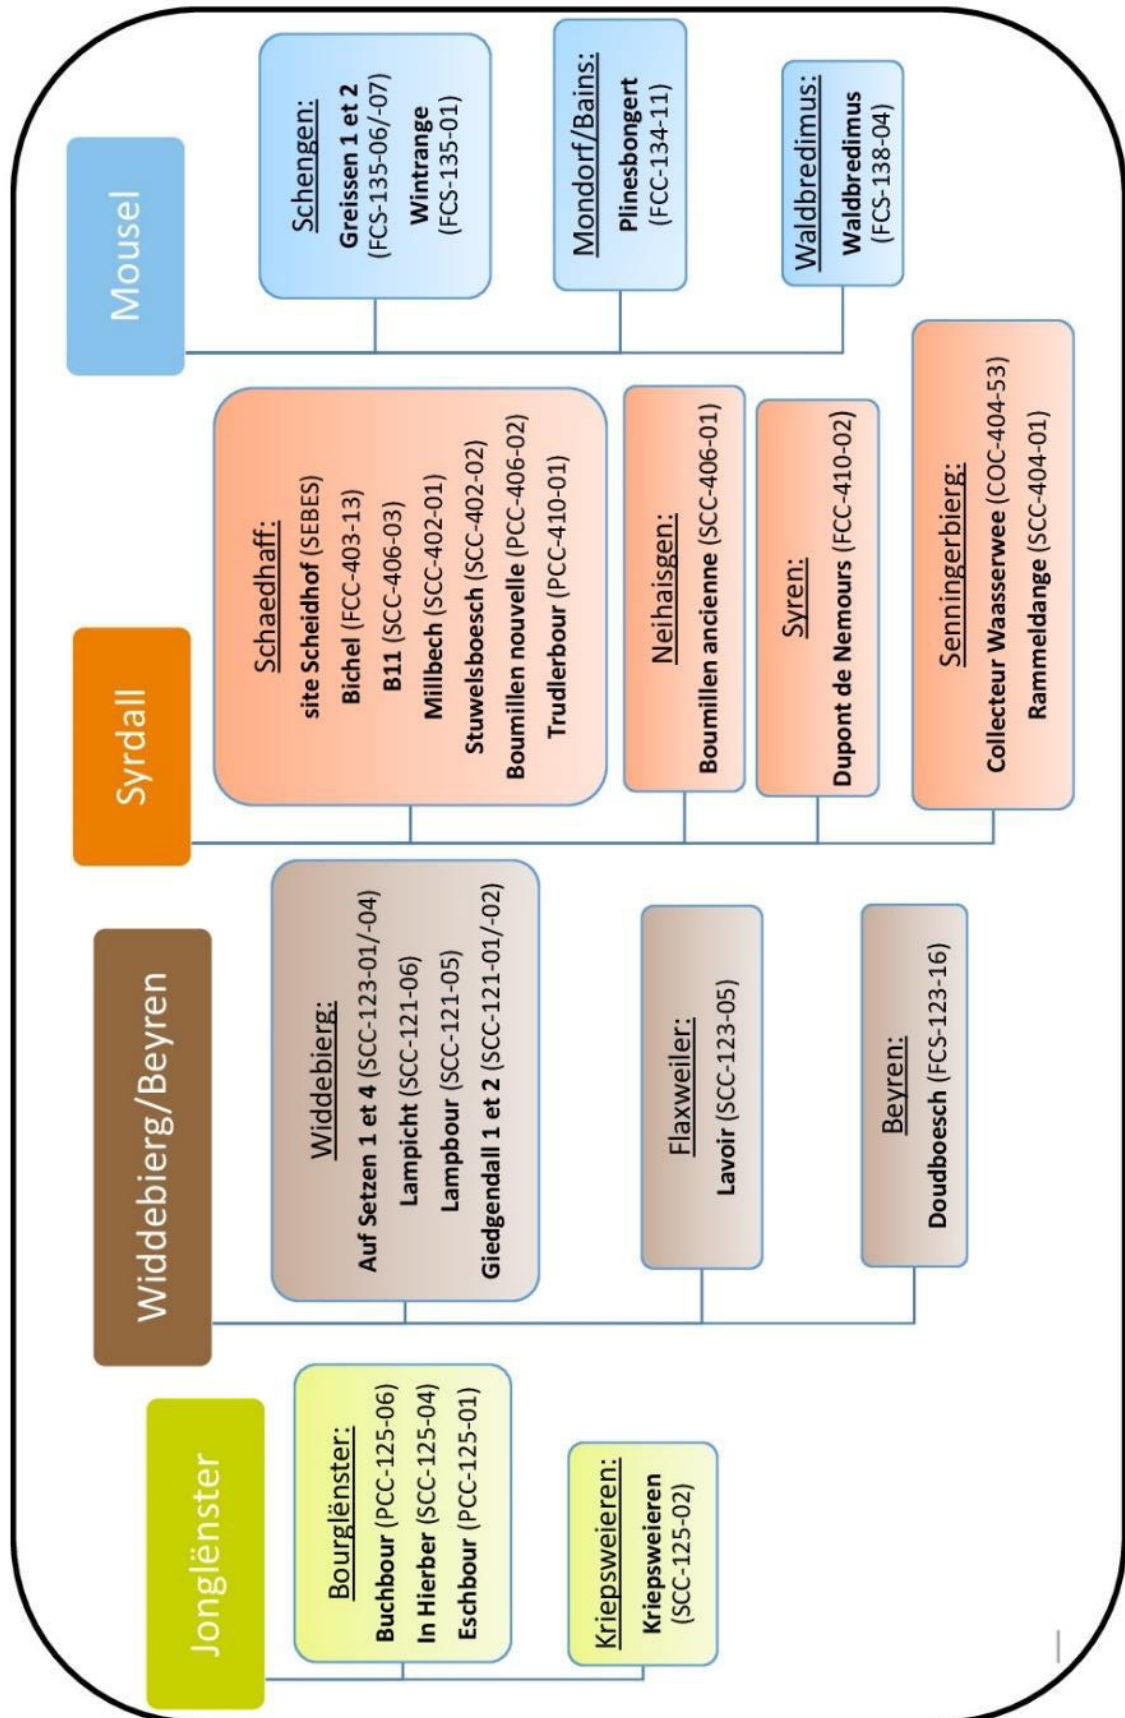 Jonglënster
Bourglënster:
Buchbour (PCC-125-06)
In Hierber (SCC-125-04)
Eschbour (PCC-125-01)
Kriepsweieren:
Kriepsweieren
(SCC-125-02)
Widdebierg/Beyren
Widdebierg:
Auf Setzen 1 et 4 (SCC-123-01/-04)
Lampicht (SCC-121-06)
Lampbour (SCC-121-05)
Giedgendall 1 et 2 (SCC-121-01/-02)
Flaxweiler:
Lavoir (SCC-123-05)
Beyren:
Doudboesch (FCS-123-16)
Syrdall
Schaedhaff:
site Scheidhof (SEBES)
Bichel (FCC-403-13)
B11 (SCC-406-03)
Millbech (SCC-402-01)
Stuwelsboesch (SCC-402-02)
Boumillen nouvelle (PCC-406-02)
Trudlerbour (PCC-410-01)
Neihaisgen:
Boumillen ancienne (SCC-406-01)
Syren:
Dupont de Nemours (FCC-410-02)
Senningerbierg:
Collecteur Waasserwee (COC-404-53)
Rammeldange (SCC-404-01)
Mousel
Schengen:
Greissen 1 et 2
(FCS-135-06/-07)
Wintrange
(FCS-135-01)
Mondorf/Bains:
Plinesbongert
(FCC-134-11)
Waldbredimus:
Waldbredimus
(FCS-138-04)